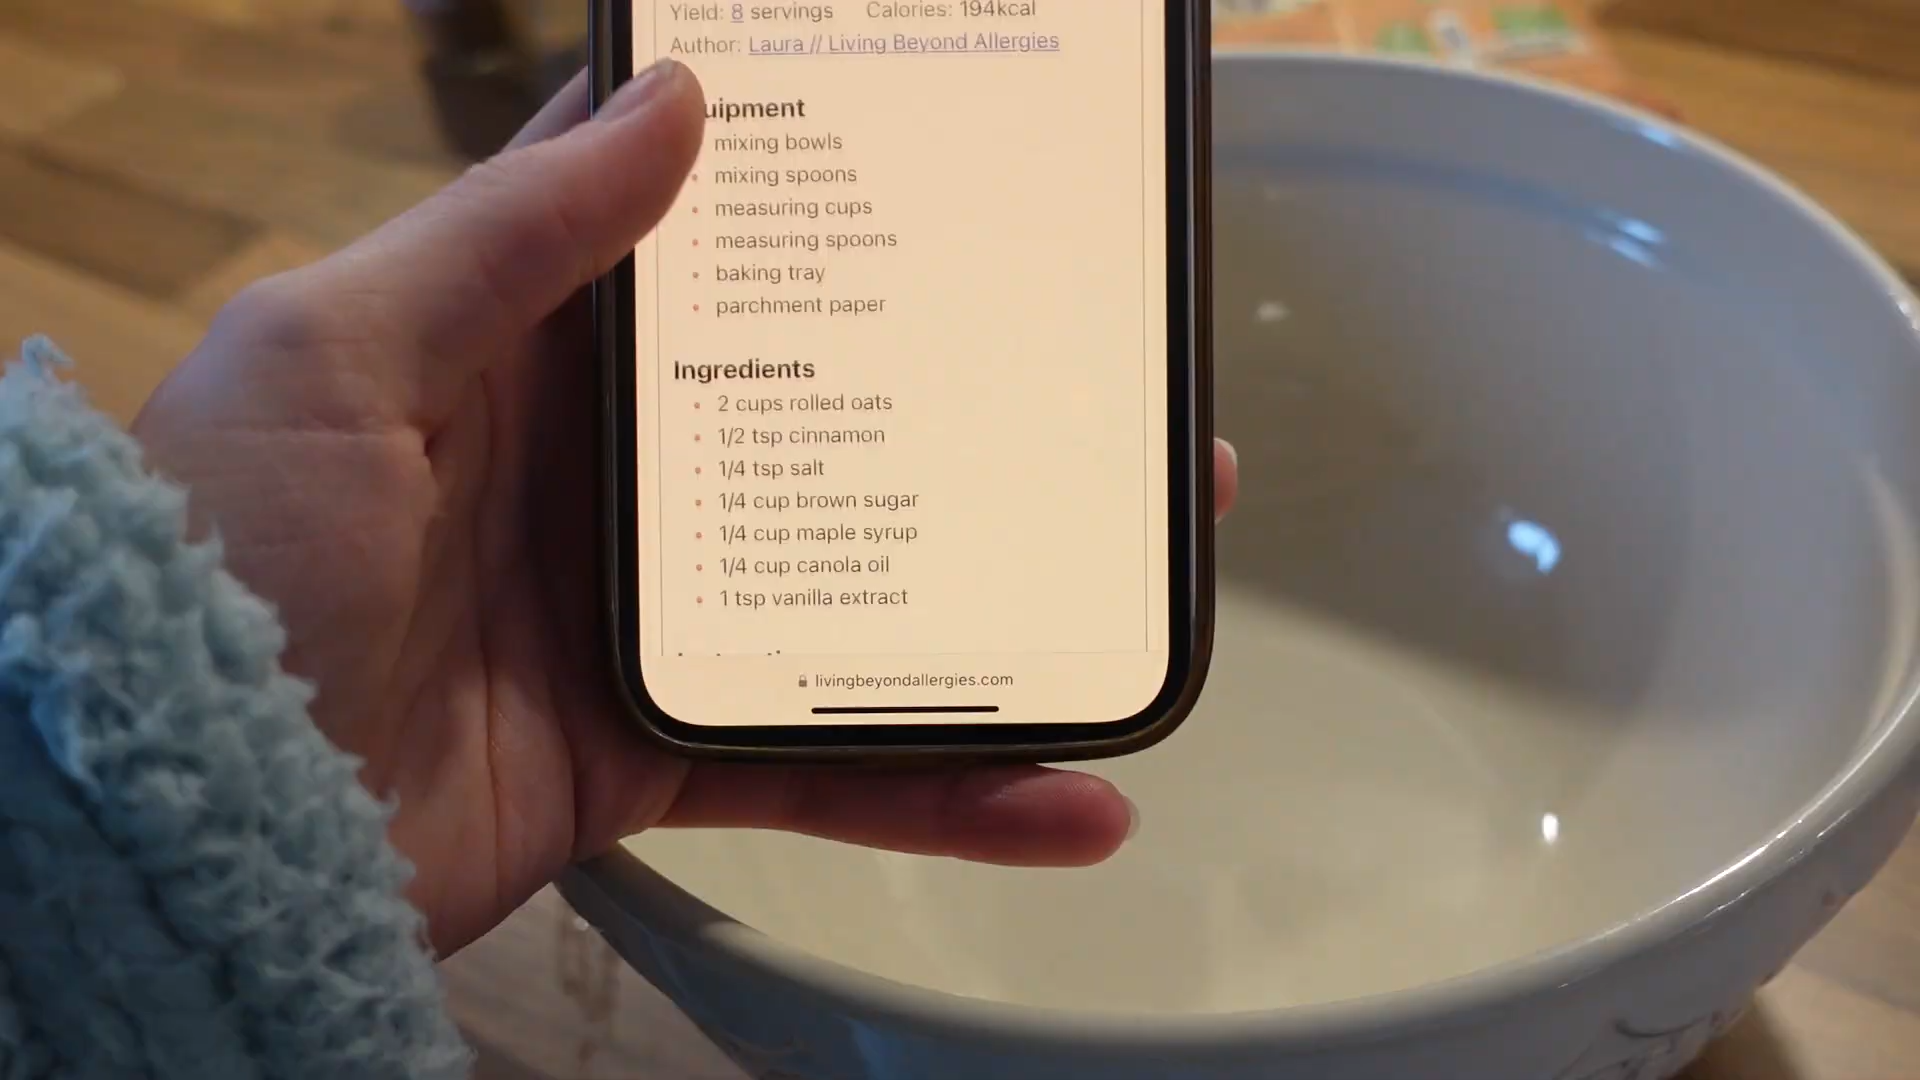 Yield: 8 servings Calories: 194kcal
Author: Laura // Living Beyond Allergies
uipment
mixing bowls
mixing spoons
measuring cups
measuring spoons
baking tray
parchment paper
Ingredients
2 cups rolled oats
1/2 tsp cinnamon
1/4 tsp salt
1/4 cup brown sugar
1/4 cup maple syrup
1/4 cup canola oil
1 tsp vanilla extract
livingbeyondallergies.com